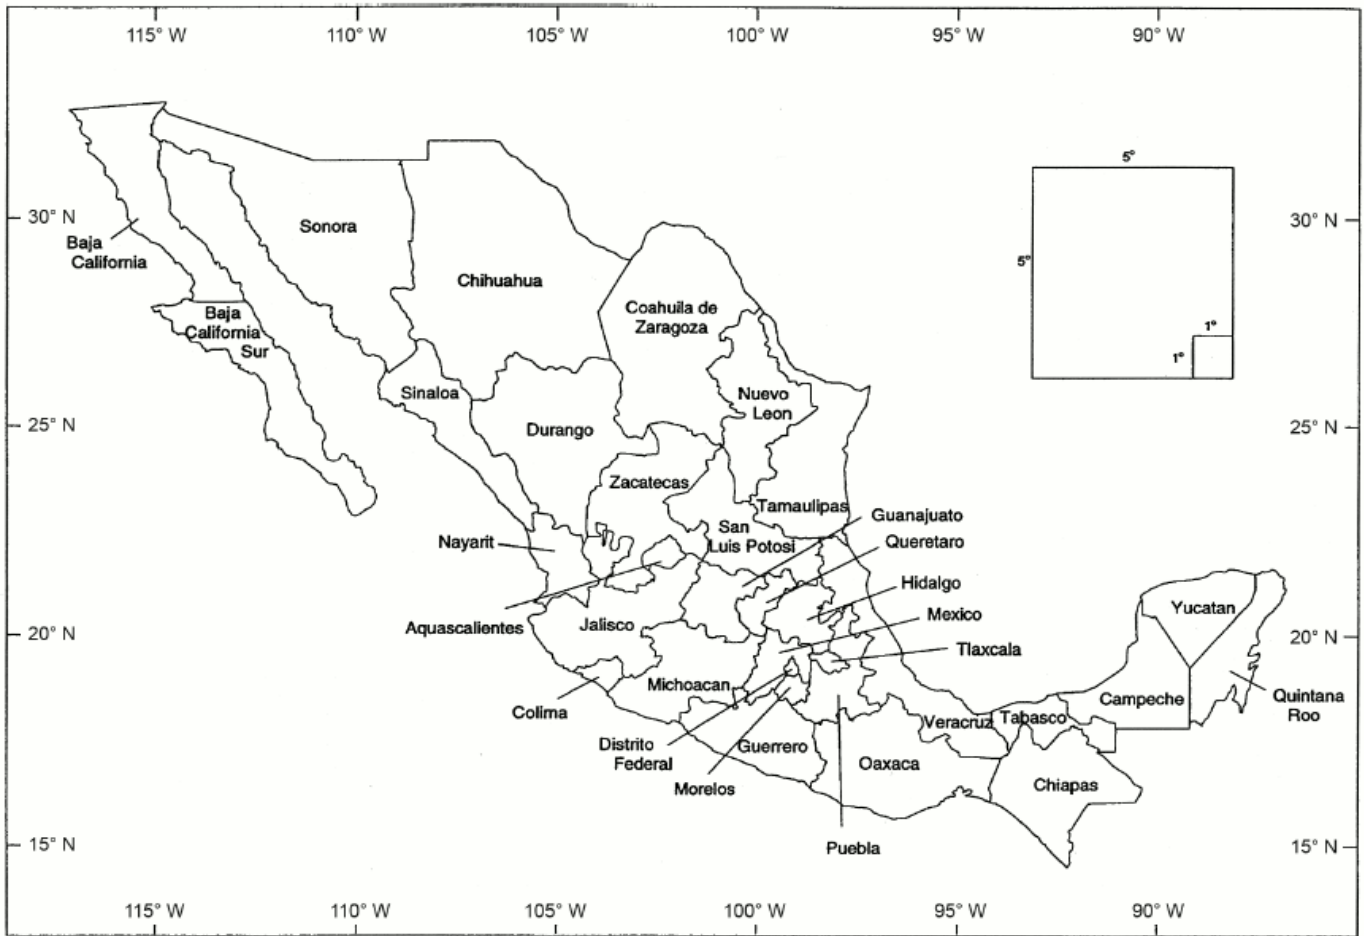 115° W 110° W 105° W 100° W 95° W 90° W
5°
30° N
30° N
Sonora
Baja
California
5°
Chihuahua
Coahuila de
Zaragoza
Baja
California
Sur
1°
1°
Sinaloa
Nuevo
Leon
25° N
25° N
Durango
Zacatecas
Tamaulipas
Guanajuato
San
Luis Potosi
Nayarit
Queretaro
Hidalgo
Yucatan
Mexico
Aquascalientes
Jalisco
20° N
20° N
Tlaxcala
Michoacan
Campeche
Quintana
Roo
Colima
Veracruz
Tabasco
Distrito
Federal
Guerrero
Oaxaca
Morelos
Chiapas
15° N
Puebla
15° N
115° W 110° W 105° W 100° W 95° W 90° W